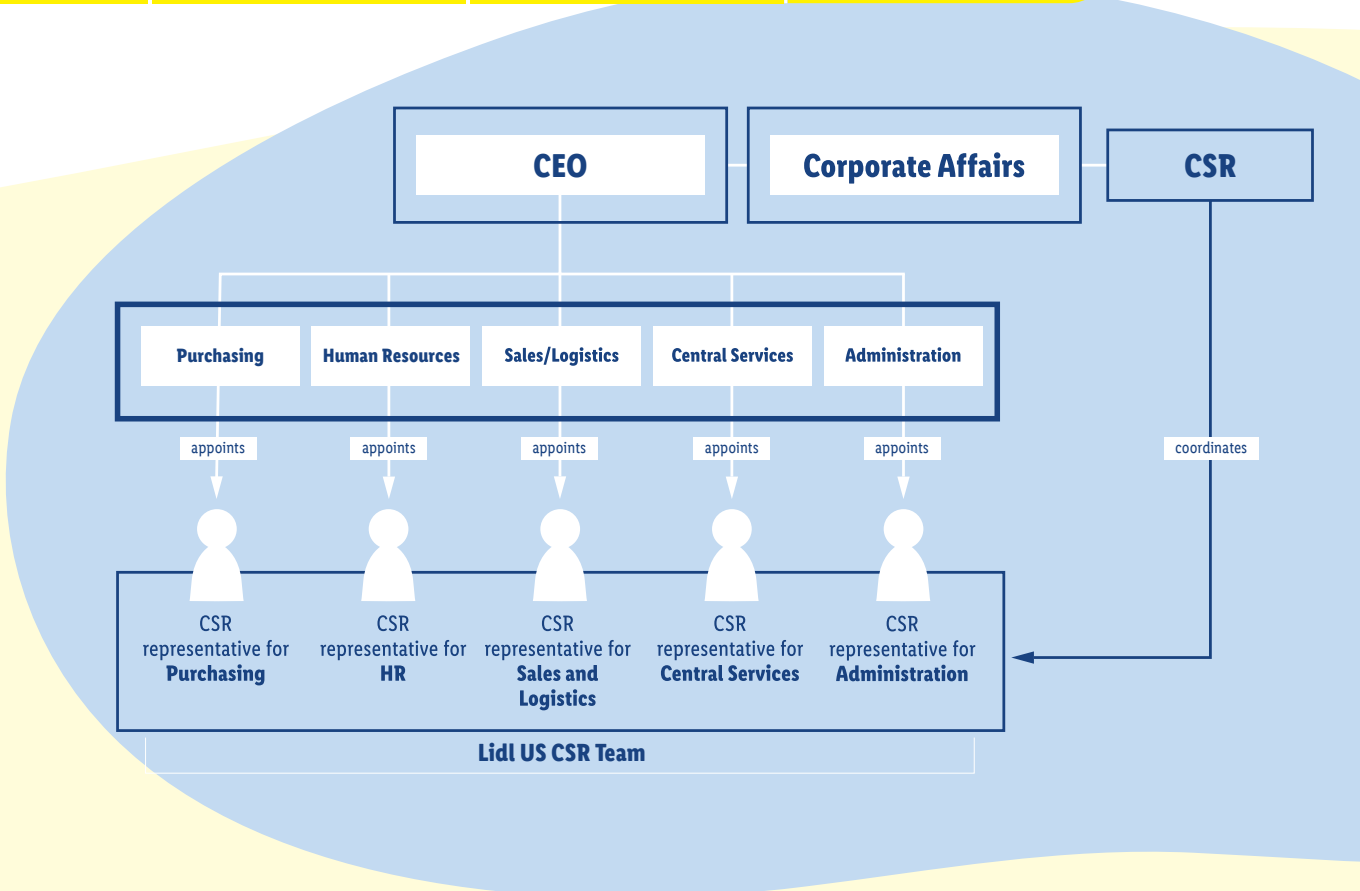 CEO
Corporate Affairs
CSR
Purchasing
Human Resources
Sales/Logistics
Central Services
Administration
appoints
appoints
appoints
appoints
appoints
coordinates
CSR
representative for
Purchasing
CSR
representative for
HR
CSR
representative for
Sales and
Logistics
CSR
representative for
Central Services
CSR
representative for
Administration
Lidl US CSR Team